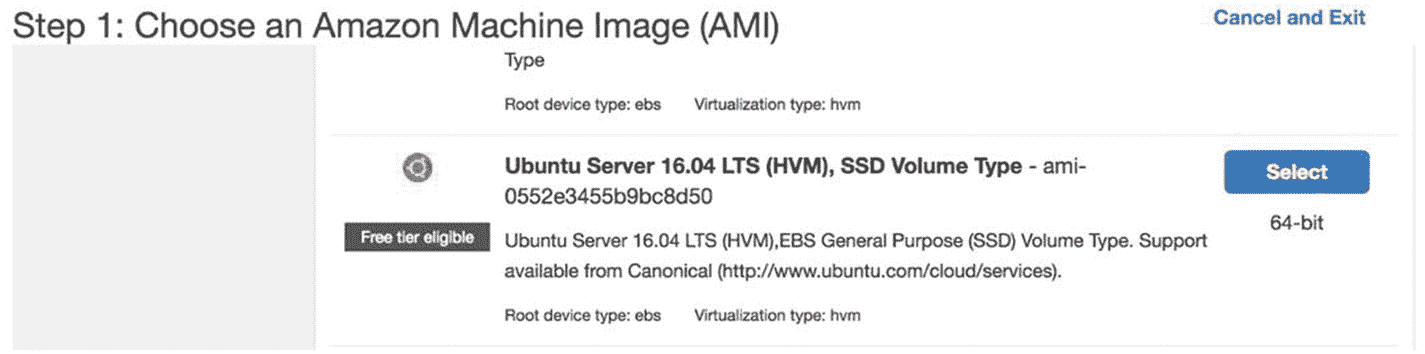 Step 1: Choose an Amazon Machine Image (AMI)
Cancel and Exit
Type
Root device type: ebs Virtualization type: hvm
Ubuntu Server 16.04 LTS (HVM), SSD Volume Type - ami-
0552e3455b9bc8d50
Select
64-bit
Free tier eligible
Ubuntu Server 16.04 LTS (HVM),EBS General Purpose (SSD) Volume Type. Support
available from Canonical (http://www.ubuntu.com/cloud/services).
Root device type: ebs Virtualization type: hvm